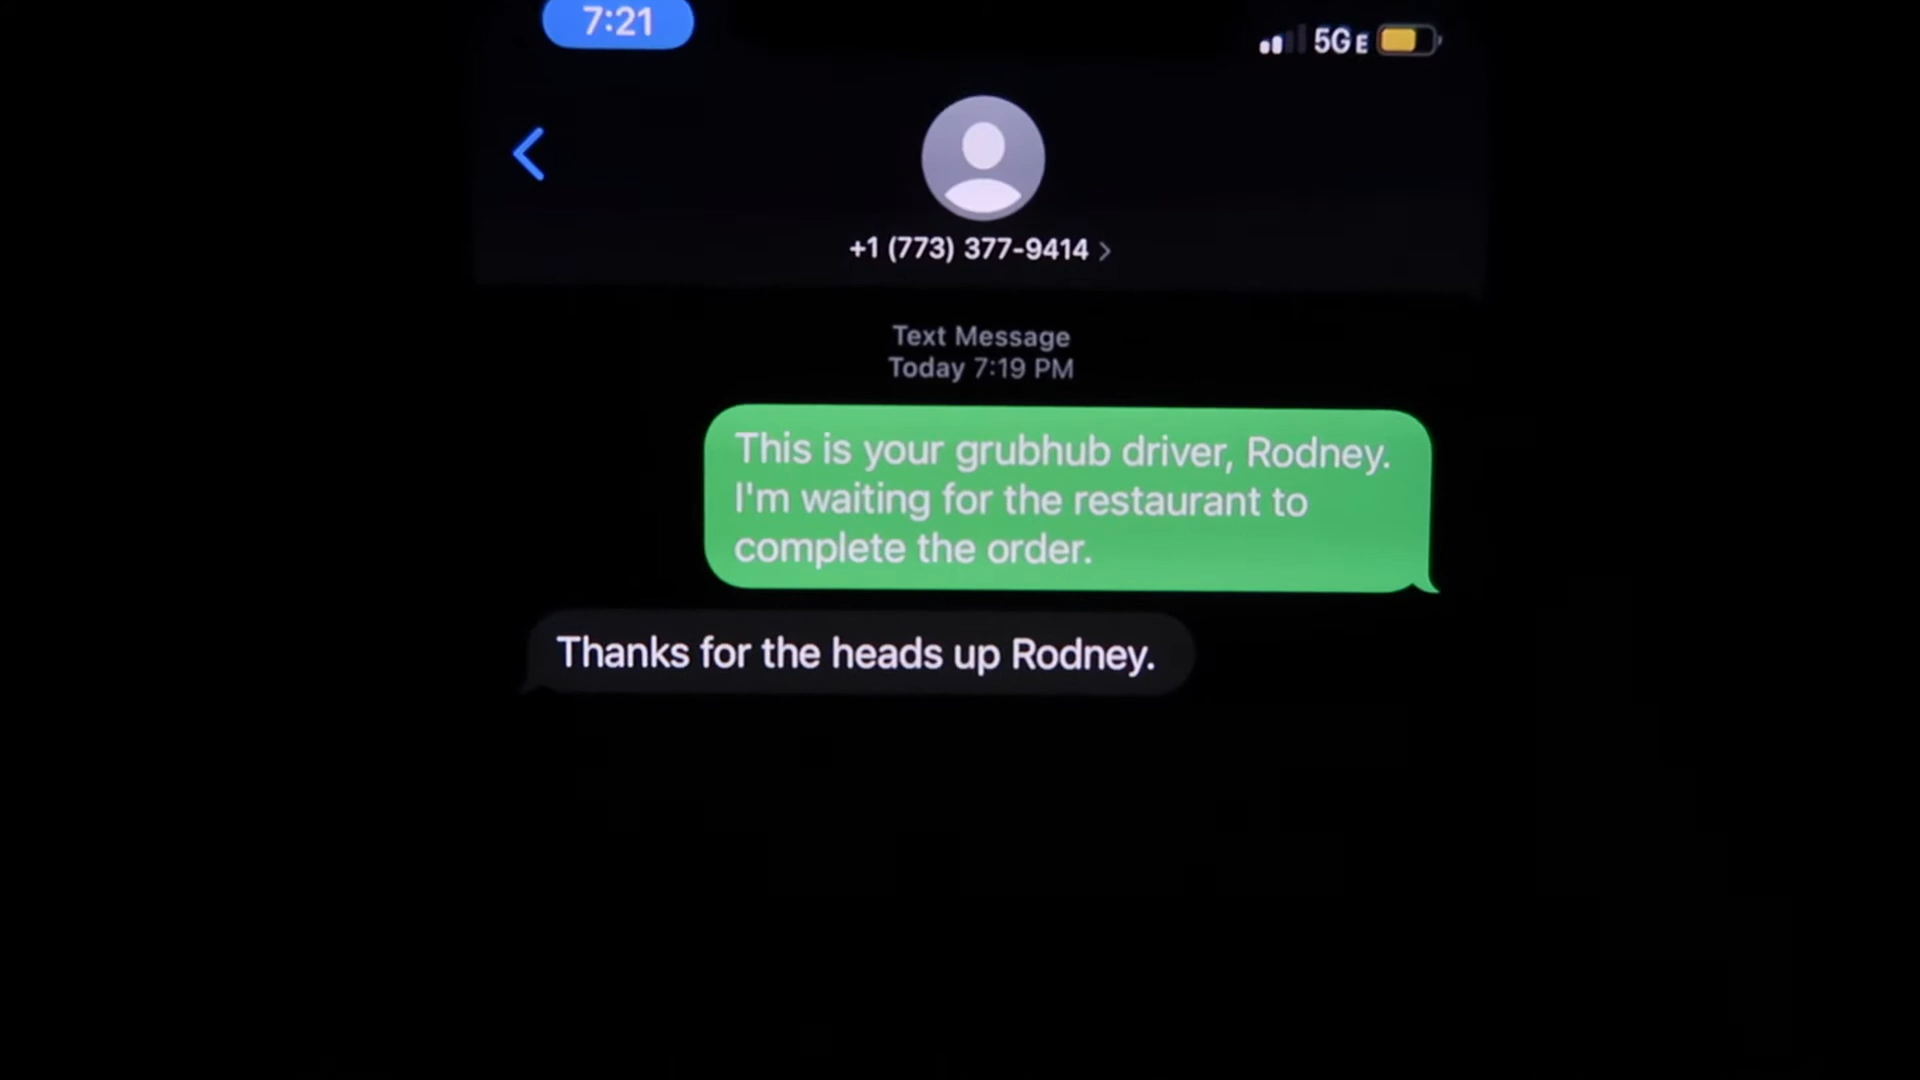 7:21
5GE
+1 (773) 377-9414 >
Text Message
Today 7:19 PM
This is your grubhub driver, Rodney.
I'm waiting for the restaurant to
complete the order.
Thanks for the heads up Rodney.